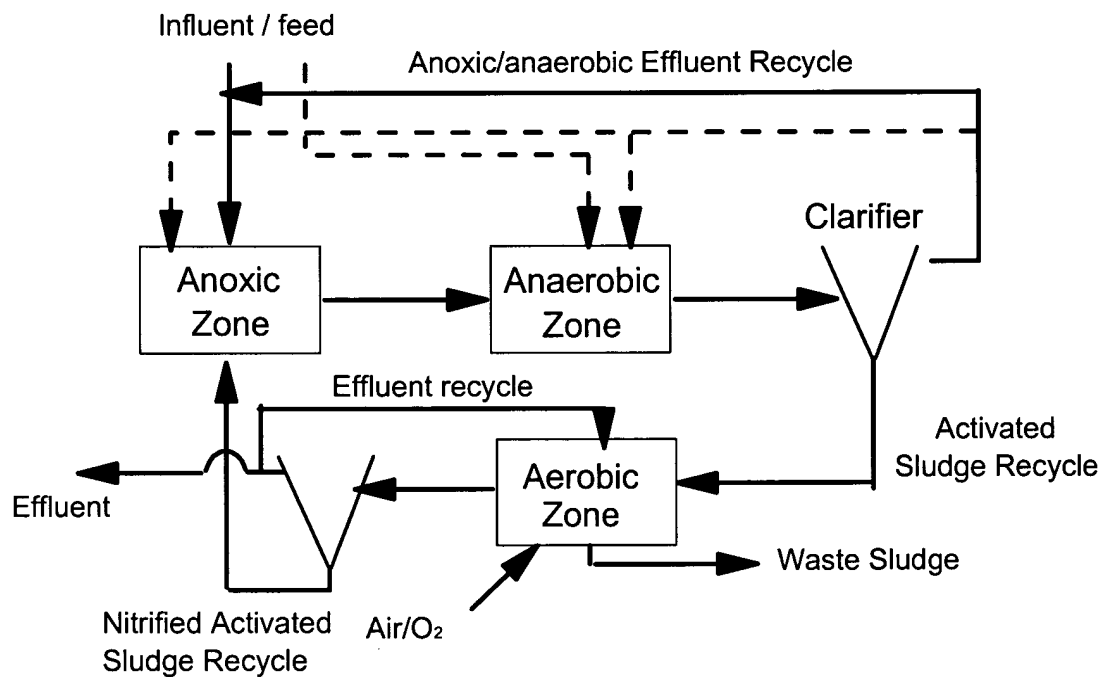 Influent / feed
Anoxic/anaerobic Effluent Recycle
Clarifier
Anoxic
Zone
Anaerobic
Zone
Effluent recycle
Activated
Sludge Recycle
Aerobic
Zone
Effluent
Waste Sludge
Nitrified Activated
Sludge Recycle
Air/O₂